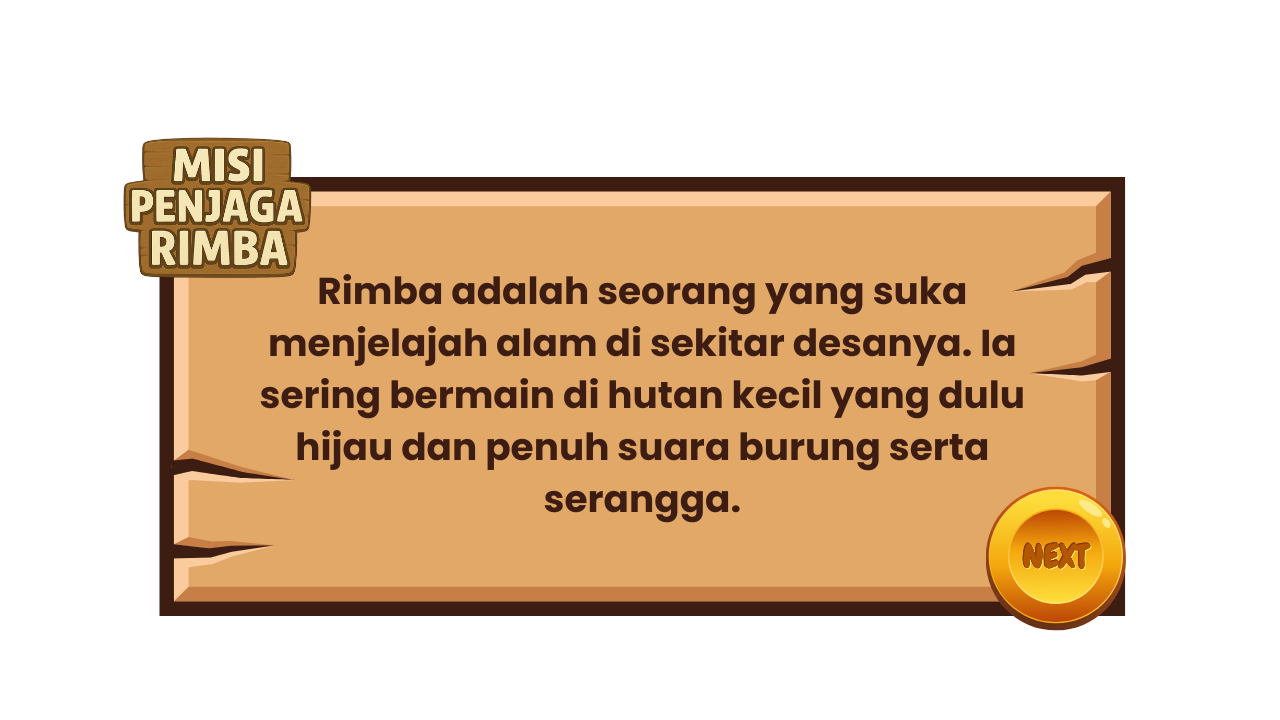 MISI
PENJAGA
RIMBA
Rimba adalah seorang yang suka
menjelajah alam di sekitar desanya. Ia
sering bermain di hutan kecil yang dulu
hijau dan penuh suara burung serta
serangga.
NEXT